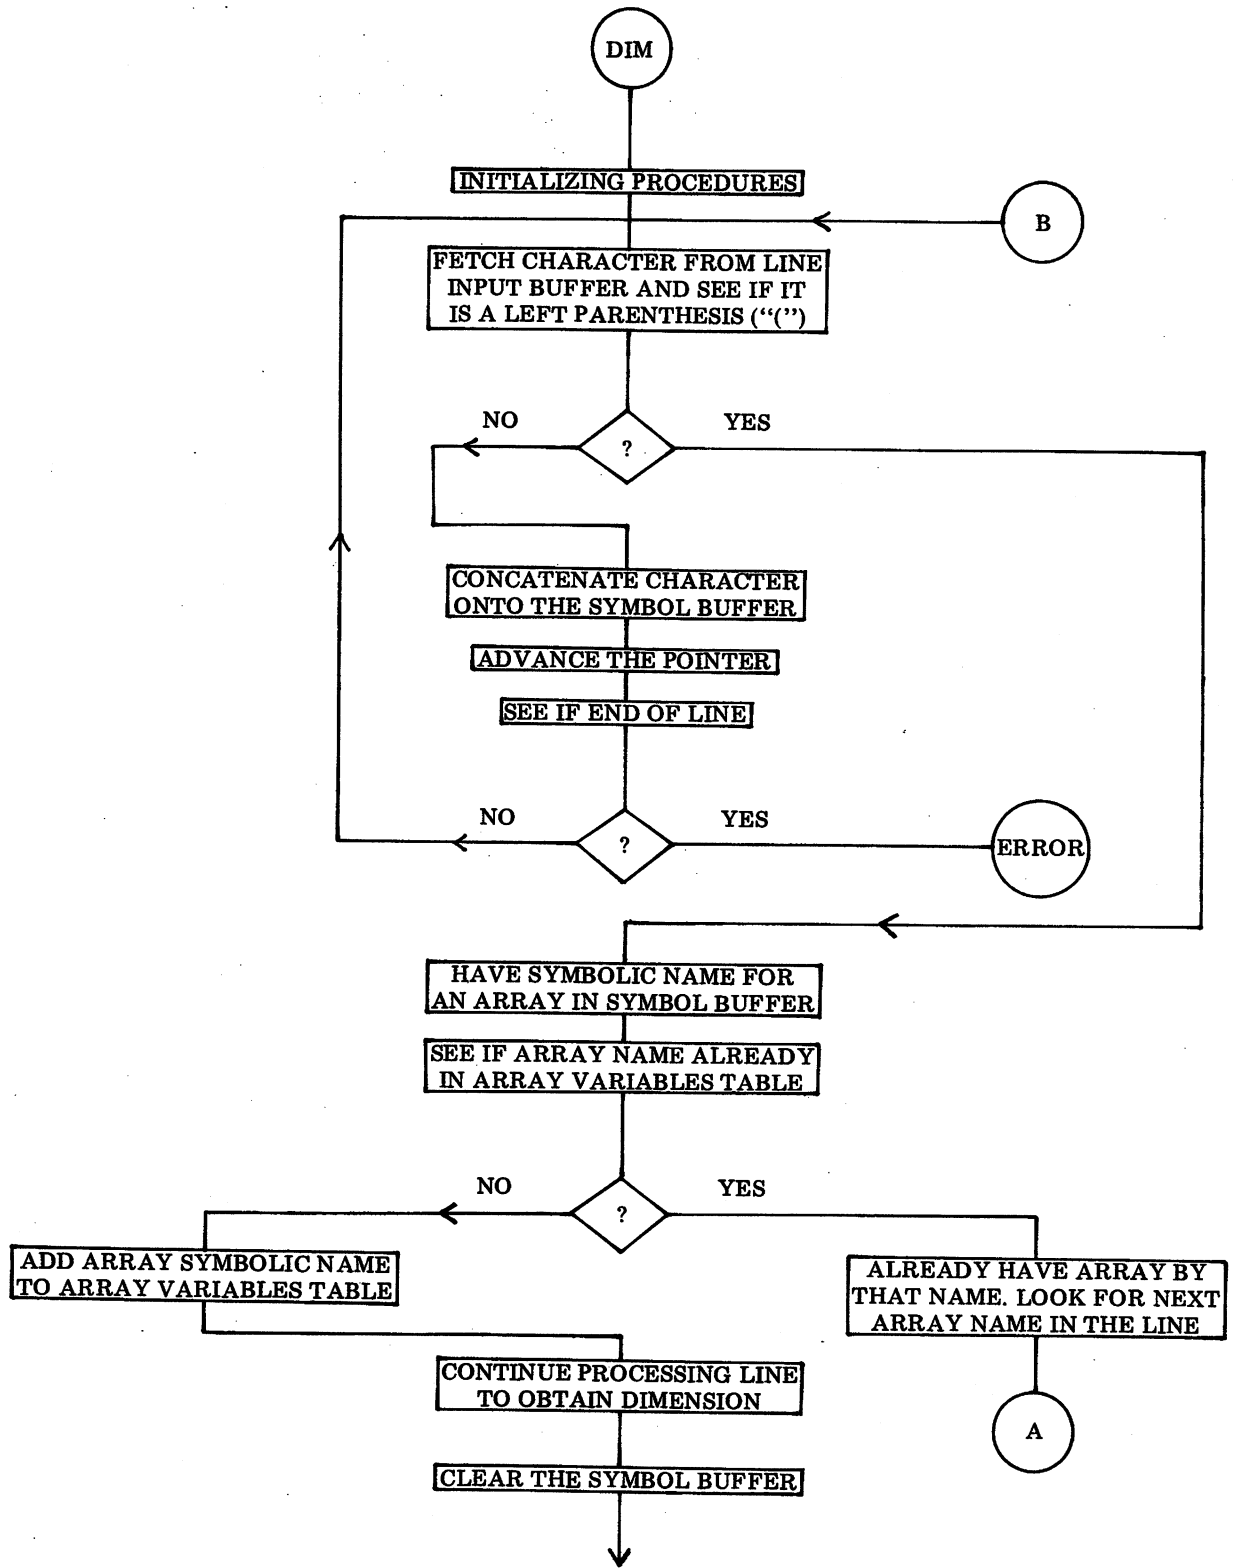 DIM
INITIALIZING PROCEDURES
B
FETCH CHARACTER FROM LINE
INPUT BUFFER AND SEE IF IT
IS A LEFT PARENTHESIS (“(”)
NO
YES
?
CONCATENATE CHARACTER
ONTO THE SYMBOL BUFFER
ADVANCE THE POINTER
SEE IF END OF LINE
NO
YES
?
ERROR
HAVE SYMBOLIC NAME FOR
AN ARRAY IN SYMBOL BUFFER
SEE IF ARRAY NAME ALREADY
IN ARRAY VARIABLES TABLE
NO
YES
?
ADD ARRAY SYMBOLIC NAME
TO ARRAY VARIABLES TABLE
ALREADY HAVE ARRAY BY
THAT NAME. LOOK FOR NEXT
ARRAY NAME IN THE LINE
CONTINUE PROCESSING LINE
TO OBTAIN DIMENSION
A
CLEAR THE SYMBOL BUFFER